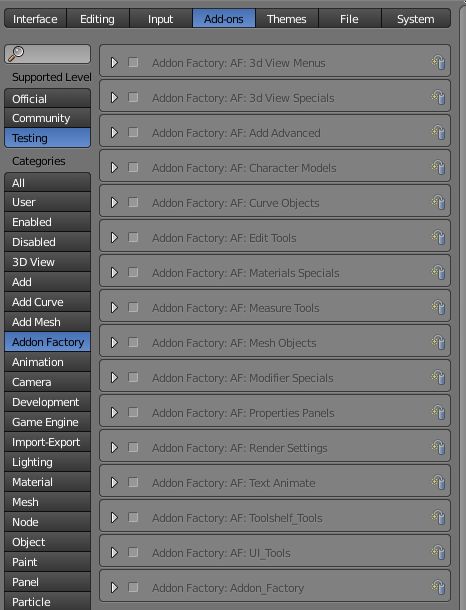 Interface Editing Input Add-ons Themes File System
Supported Level
Official
Community
Testing
Categories
All
User
Enabled
Disabled
3D View
Add
Add Curve
Add Mesh
Addon Factory
Animation
Camera
Development
Game Engine
Import-Export
Lighting
Material
Mesh
Node
Object
Paint
Panel
Particle
Addon Factory: AF: 3d View Menus
Addon Factory: AF: 3d View Specials
Addon Factory: AF: Add Advanced
Addon Factory: AF: Character Models
Addon Factory: AF: Curve Objects
Addon Factory: AF: Edit Tools
Addon Factory: AF: Materials Specials
Addon Factory: AF: Measure Tools
Addon Factory: AF: Mesh Objects
Addon Factory: AF: Modifier Specials
Addon Factory: AF: Properties Panels
Addon Factory: AF: Render Settings
Addon Factory: AF: Text Animate
Addon Factory: AF: Toolshelf_Tools
Addon Factory: AF: UI_Tools
Addon Factory: Addon_Factory